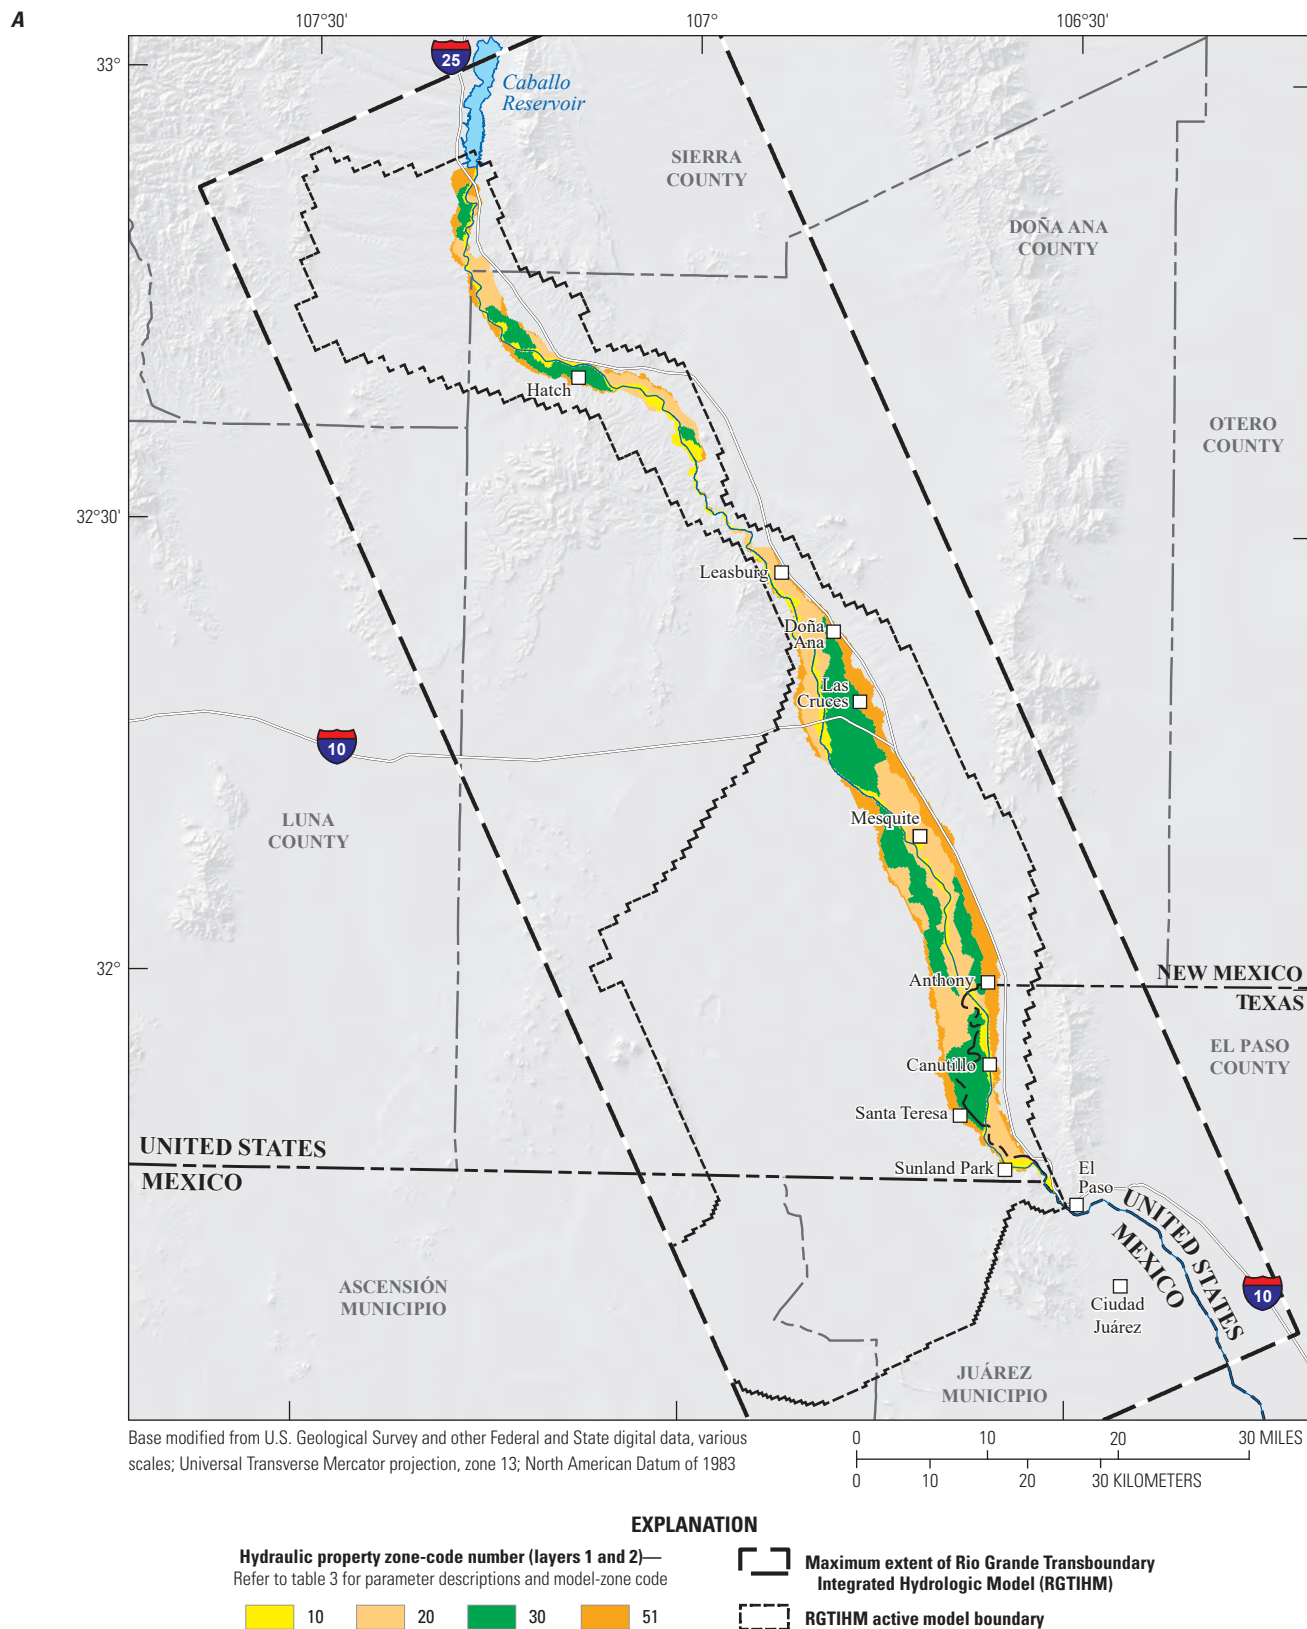 A
107°30'
107°
106°30'
33°
25
Caballo
Reservoir
SIERRA
COUNTY
DOÑA ANA
COUNTY
Hatch
OTERO
COUNTY
32°30'
Leasburg
Doña
Ana
Las
Cruces
10
LUNA
COUNTY
Mesquite
32°
Anthony
NEW MEXICO
TEXAS
EL PASO
COUNTY
Canutillo
Santa Teresa
UNITED STATES
MEXICO
Sunland Park
El
Paso
UNITED STATES
MEXICO
ASCENSIÓN
MUNICIPIO
Ciudad
Juárez
10
JUÁREZ
MUNICIPIO
Base modified from U.S. Geological Survey and other Federal and State digital data, various
scales; Universal Transverse Mercator projection, zone 13; North American Datum of 1983
0 10 20 30 MILES
0 10 20 30 KILOMETERS
EXPLANATION
Hydraulic property zone-code number (layers 1 and 2)—
Refer to table 3 for parameter descriptions and model-zone code
10 20 30 51
Maximum extent of Rio Grande Transboundary
Integrated Hydrologic Model (RGTIHM)
RGTIHM active model boundary